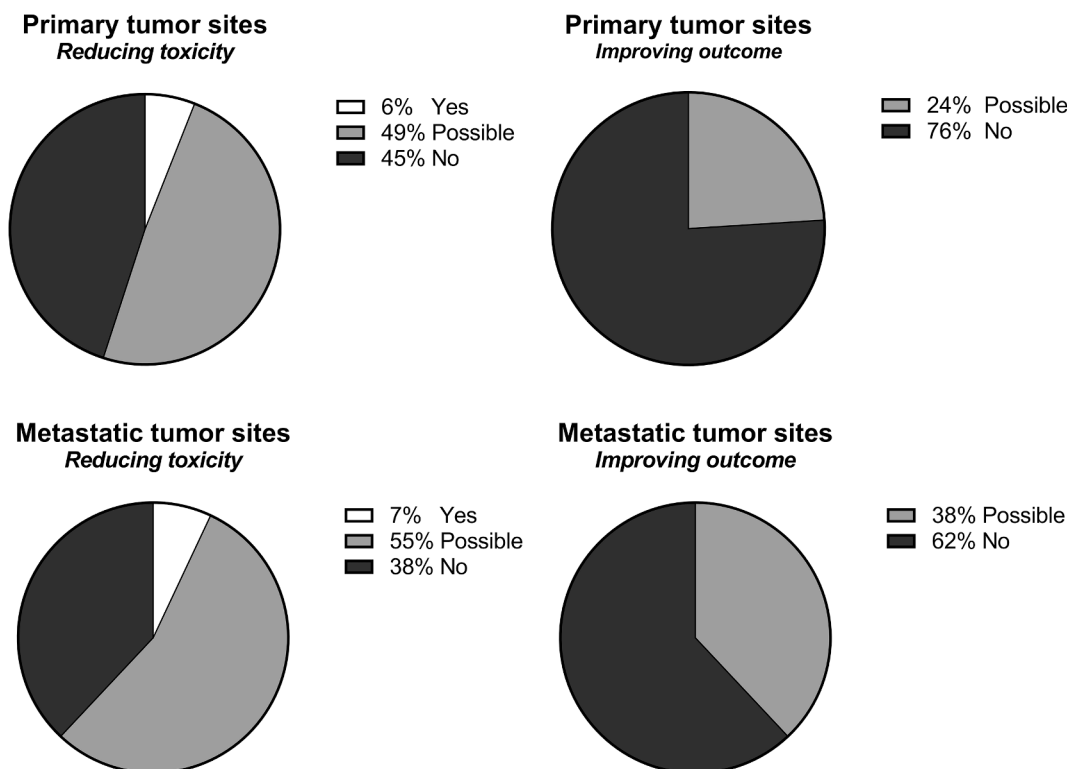 Primary tumor sites
Reducing toxicity
6% Yes
49% Possible
45% No
Primary tumor sites
Improving outcome
24% Possible
76% No
Metastatic tumor sites
Reducing toxicity
7% Yes
55% Possible
38% No
Metastatic tumor sites
Improving outcome
38% Possible
62% No